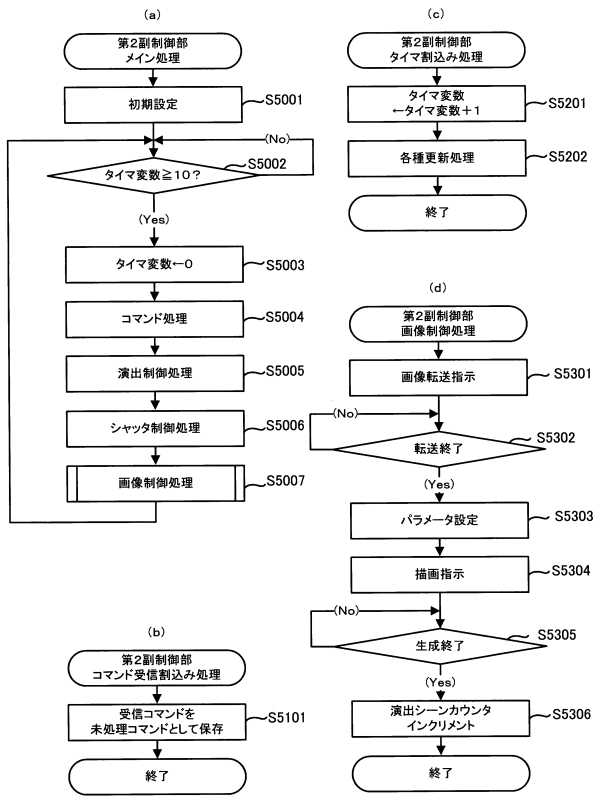 (a)
第2副制御部
メイン処理
初期設定
S5001
(No)
タイマ変数≧10?
S5002
(Yes)
タイマ変数←0
S5003
コマンド処理
S5004
演出制御処理
S5005
シャッタ制御処理
S5006
画像制御処理
S5007
(b)
第2副制御部
コマンド受信割込み処理
受信コマンドを
未処理コマンドとして保存
S5101
終了
(c)
第2副制御部
タイマ割込み処理
タイマ変数
←タイマ変数+1
S5201
各種更新処理
S5202
終了
(d)
第2副制御部
画像制御処理
画像転送指示
S5301
(No)
転送終了
S5302
(Yes)
パラメータ設定
S5303
描画指示
S5304
(No)
生成終了
S5305
(Yes)
演出シーンカウンタ
インクリメント
S5306
終了